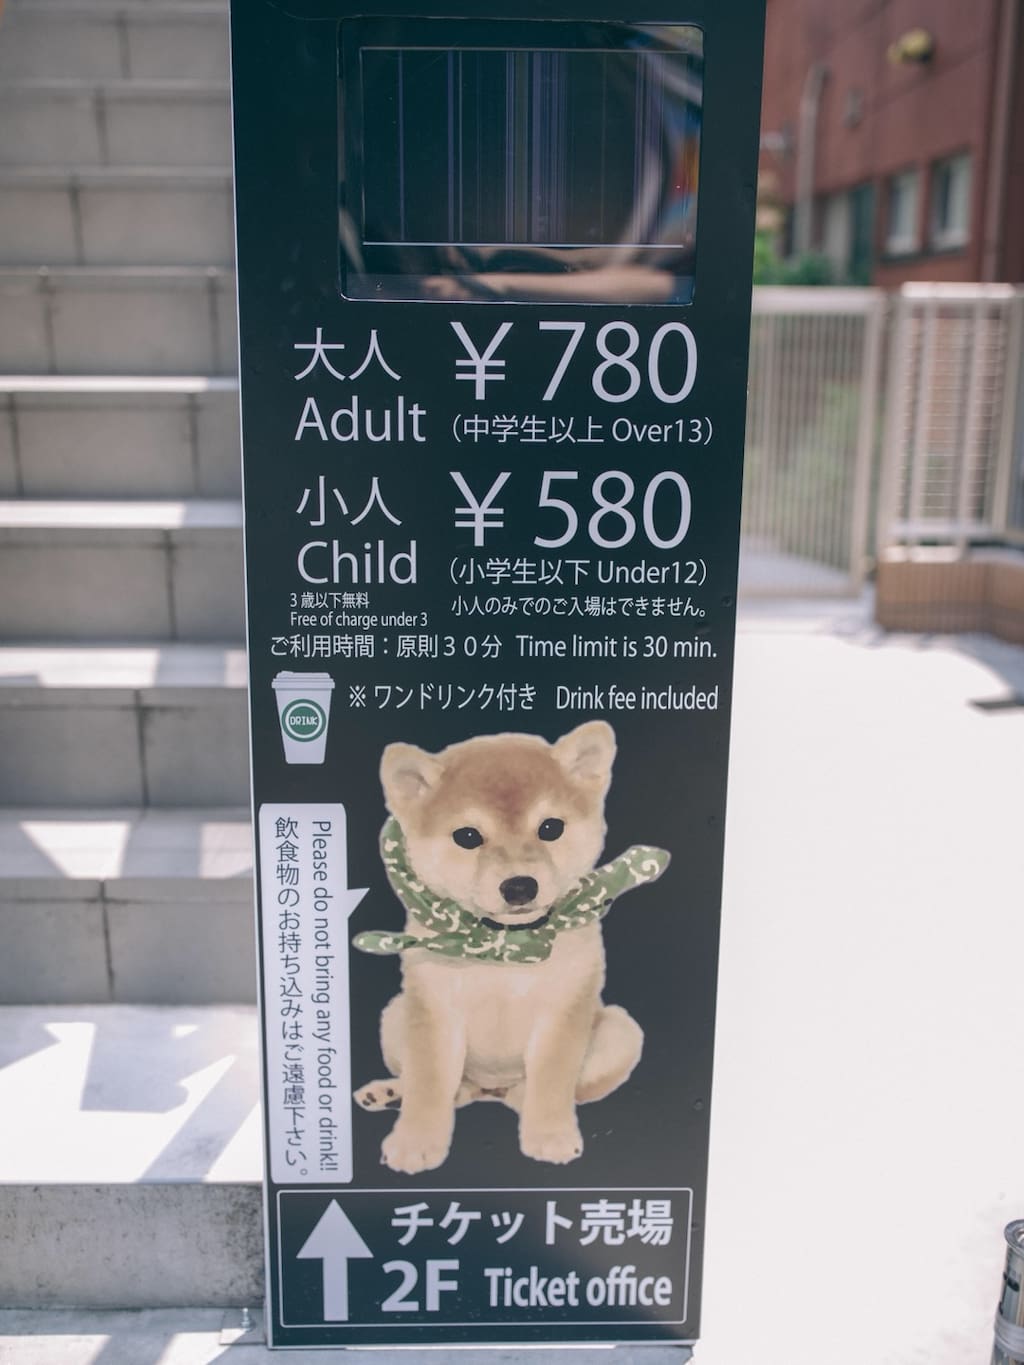 大人 ￥780
Adult （中学生以上 Over13）
小人 ￥580
Child （小学生以下 Under12）
3歳以下無料
Free of charge under 3
小人のみでのご入場はできません。
ご利用時間：原則３０分 Time limit is 30 min.
※ワンドリンク付き Drink fee included
DRINK
Please do not bring any food or drink!!
飲食物のお持ち込みはご遠慮下さい。
チケット売場
2F Ticket office